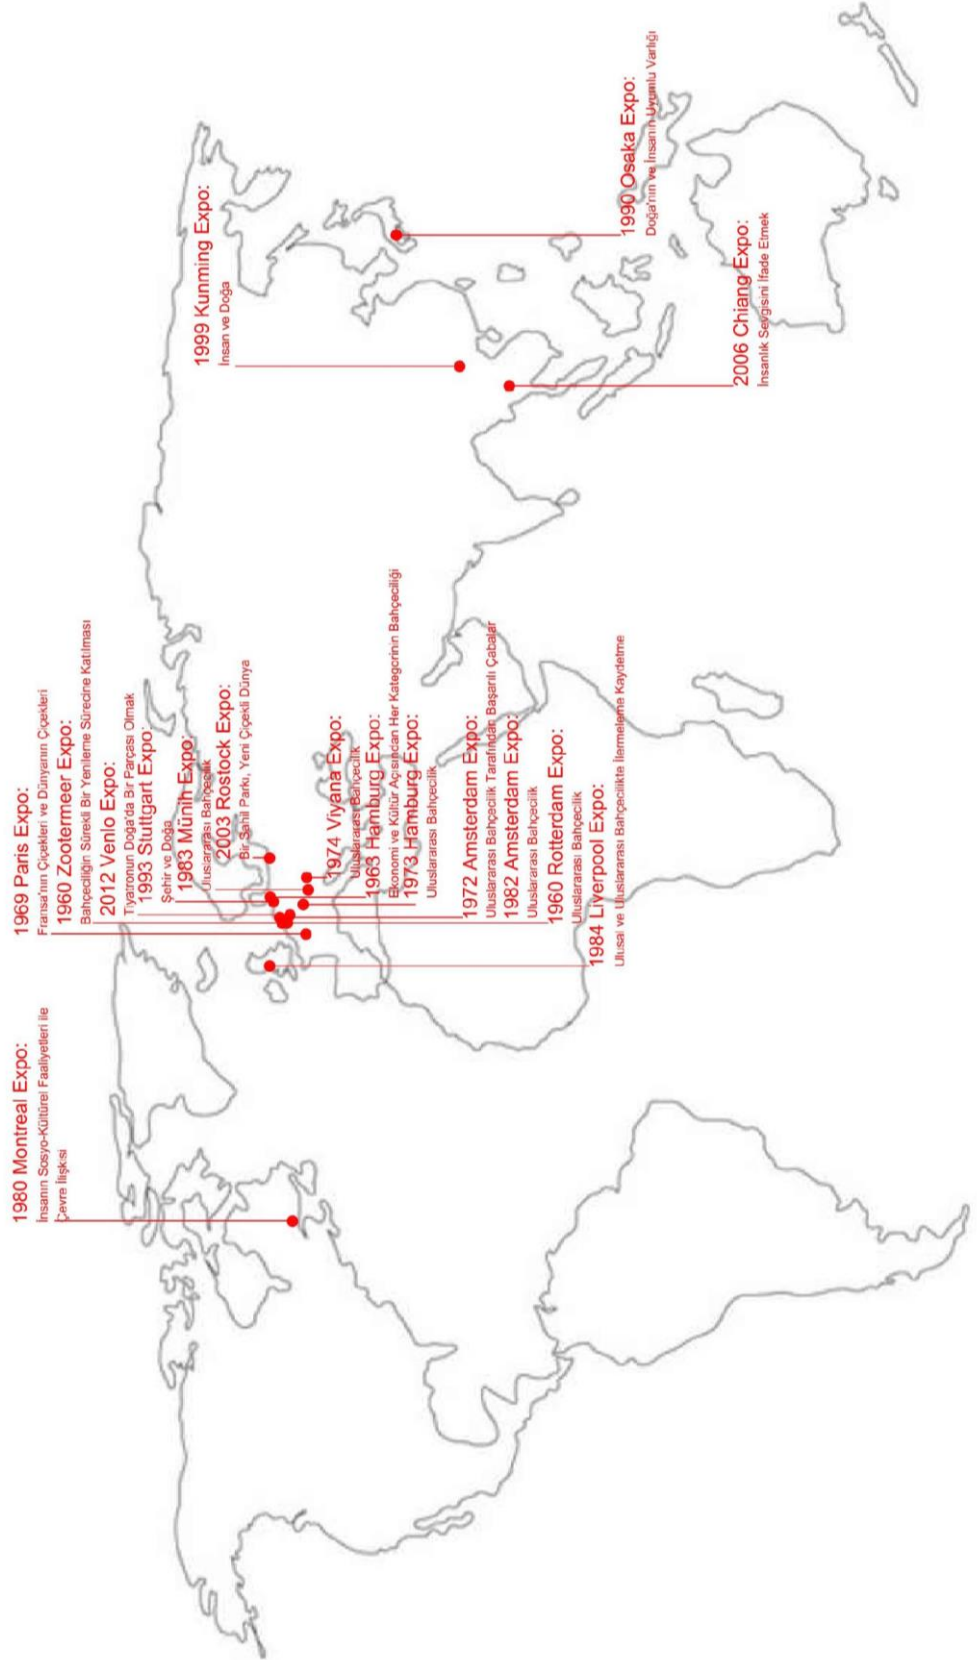 1980 Montreal Expo:
İnsanın Sosyo-Kültürel Faaliyetleri ile
Çevre İlişkisi
1969 Paris Expo:
Fransa'nın Çiçekleri ve Dünyanın Çiçekleri
1960 Zootermeer Expo:
Bahçeciliğin Sürekli Bir Yenileme Sürecine Katılması
2012 Venlo Expo:
Tiyatronun Doğa'da Bir Parçası Olmak
1993 Stuttgart Expo:
Şehir ve Doğa
1983 Münih Expo:
Uluslararası Bahçecilik
2003 Rostock Expo:
Bir Sahil Parkı, Yeni Çiçekli Dünya
1974 Viyana Expo:
Uluslararası Bahçecilik
1963 Hamburg Expo:
Ekonomi ve Kültür Açısından Her Kategorinin Bahçeciliği
1973 Hamburg Expo:
Uluslararası Bahçecilik
1972 Amsterdam Expo:
Uluslararası Bahçecilik Tarafından Başarılı Çabalar
1982 Amsterdam Expo:
Uluslararası Bahçecilik
1960 Rotterdam Expo:
Uluslararası Bahçecilik
1984 Liverpool Expo:
Ulusal ve Uluslararası Bahçecilikte İlermeleme Kaydetme
1999 Kunming Expo:
İnsan ve Doğa
1990 Osaka Expo:
Doğa'nın ve İnsanın Uyumlu Varlığı
2006 Chiang Expo:
İnsanlık Sevgisini İfade Etmek